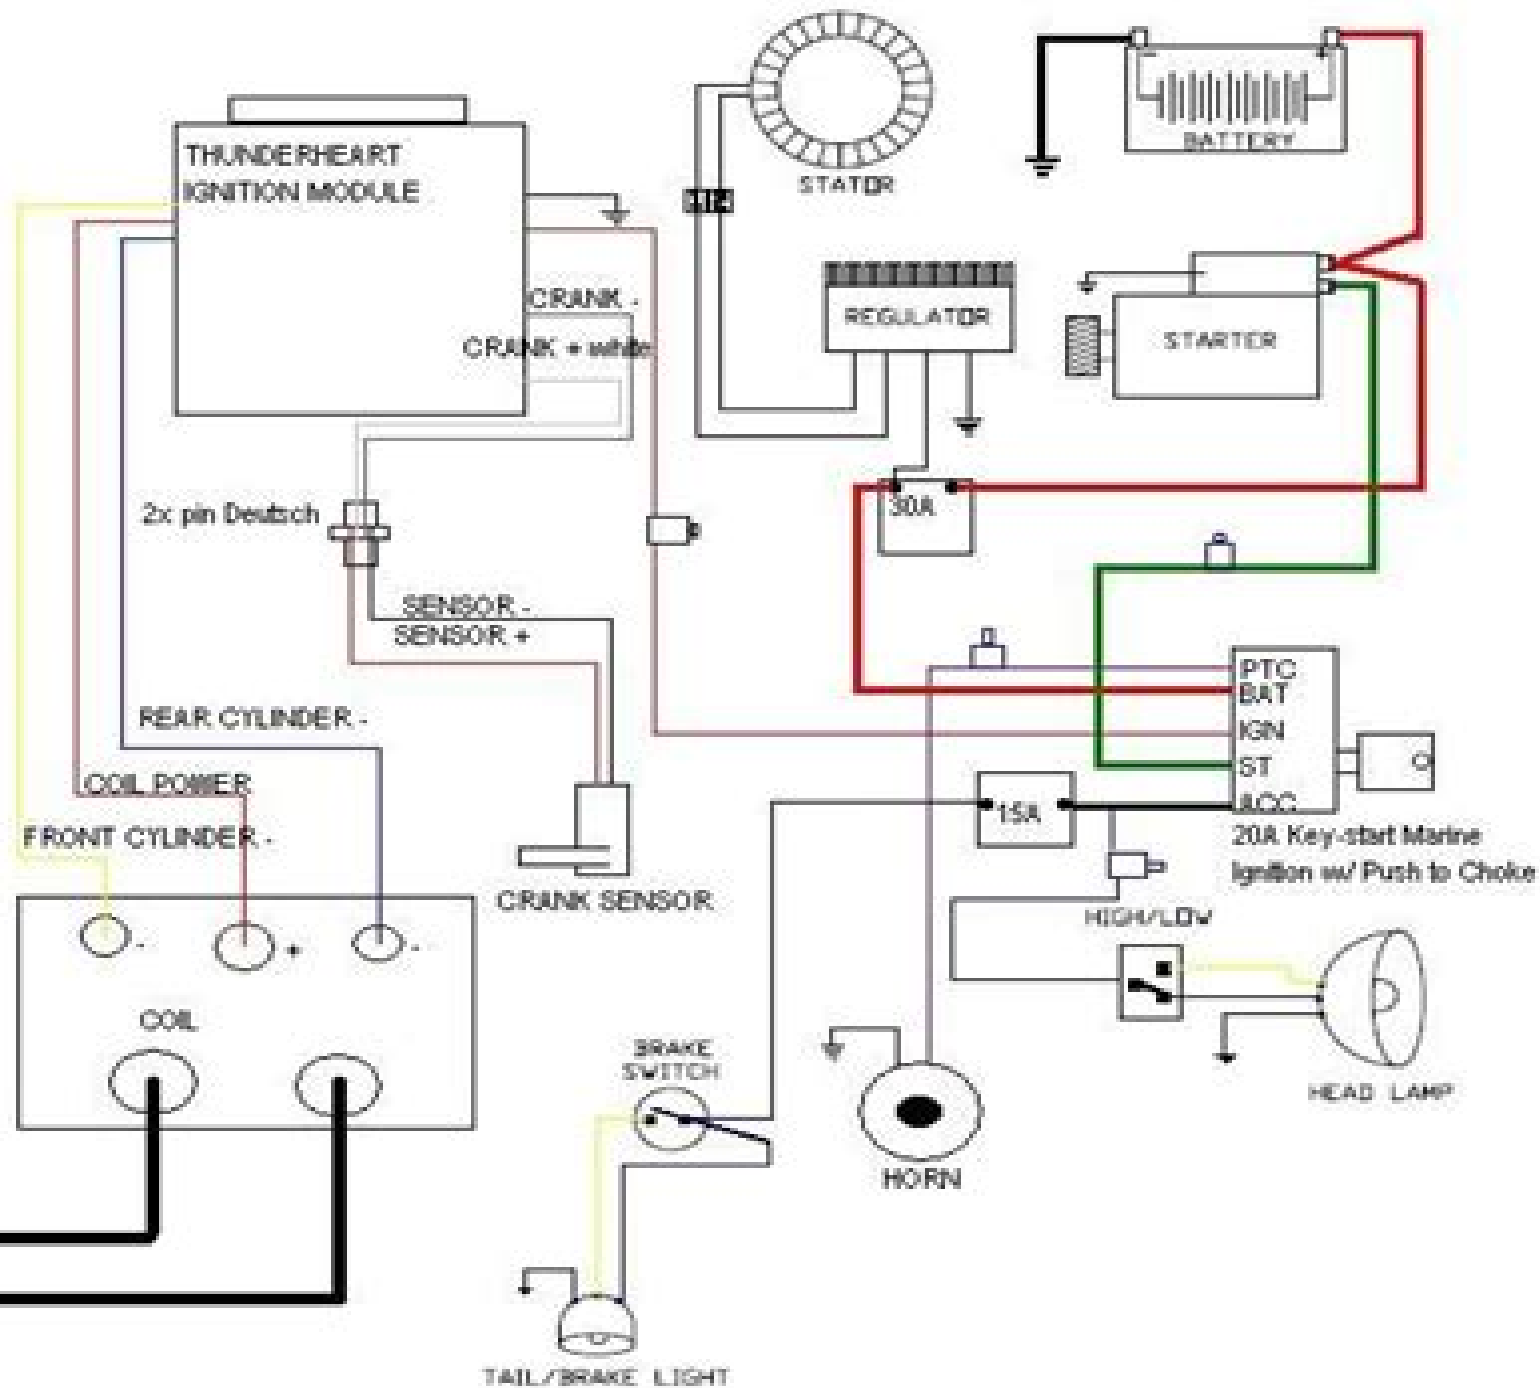 THUNDERHEART
IGNITION MODULE
STATOR
BATTERY
-
CRANK -
CRANK + white
REGULATOR
STARTER
2x pin Deutsch
30A
SENSOR -
SENSOR +
PTC
BAT
IGN
ST
ACC
REAR CYLINDER -
COIL POWER
FRONT CYLINDER -
15A
20A Key-start Marine
Ignition w/ Push to Choke
CRANK SENSOR
HIGH/LOW
-
+
-
COIL
BRAKE
SWITCH
HEAD LAMP
HORN
TAIL/BRAKE LIGHT